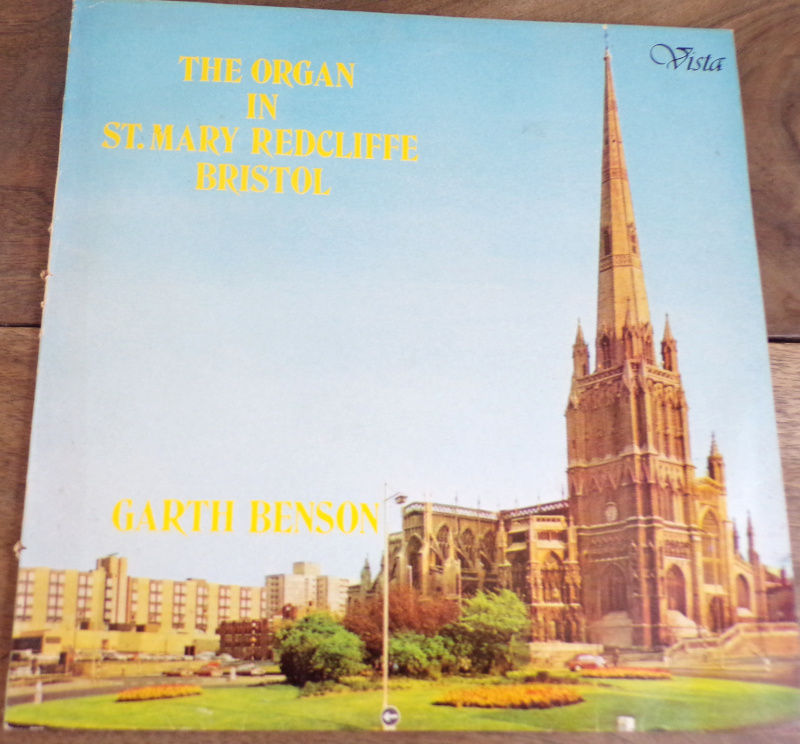 Vista
THE ORGAN
IN
ST. MARY REDCLIFFE
BRISTOL
GARTH BENSON